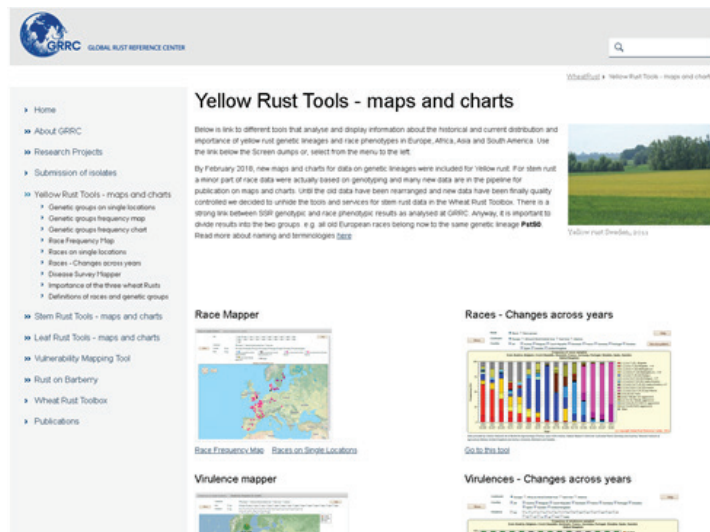 GRRC GLOBAL RUST REFERENCE CENTER
WheatRust ▸ Yellow Rust Tools - maps and charts
Home
About GRRC
Research Projects
Submission of isolates
Yellow Rust Tools - maps and charts
Genetic groups on single locations
Genetic groups frequency map
Genetic groups frequency chart
Race Frequency Map
Races on single locations
Races - Changes across years
Disease Survey Mapper
Importance of the three wheat Rusts
Definitions of races and genetic groups
Stem Rust Tools - maps and charts
Leaf Rust Tools - maps and charts
Vulnerability Mapping Tool
Rust on Barberry
Wheat Rust Toolbox
Publications
Yellow Rust Tools - maps and charts
Below is link to different tools that analyse and display information about the historical and current distribution and
importance of yellow rust genetic lineages and race phenotypes in Europe, Africa, Asia and South America. Use
the link below the Screen dumps or, select from the menu to the left.
By February 2018, new maps and charts for data on genetic lineages were included for Yellow rust. For stem rust
a minor part of race data were actually based on genotyping and many new data are in the pipeline for
publication on maps and charts. Until the old data have been rearranged and new data have been finally quality
controlled we decided to unhide the tools and services for stem rust data in the Wheat Rust Toolbox. There is a
strong link between SSR genotypic and race phenotypic results as analysed at GRRC. Anyway, it is important to
divide results into the two groups. e.g. all old European races belong now to the same genetic lineage PstS0.
Read more about naming and terminologies here.
Yellow rust Sweden,
Race Mapper
Race Frequency Map Races on Single Locations
Races - Changes across years
Go to this tool
Virulence mapper
Virulences - Changes across years